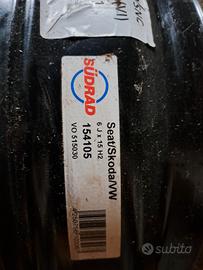 SÜDRAD
Seat/Skoda/VW
6 J x 15 H2
154105
VO 515030
subito